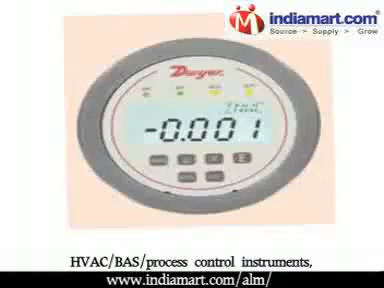 indiamart.com
Source > Supply > Grow
Dwyer
-0.001
E
HVAC/BAS/process control instruments,
www.indiamart.com/alm/